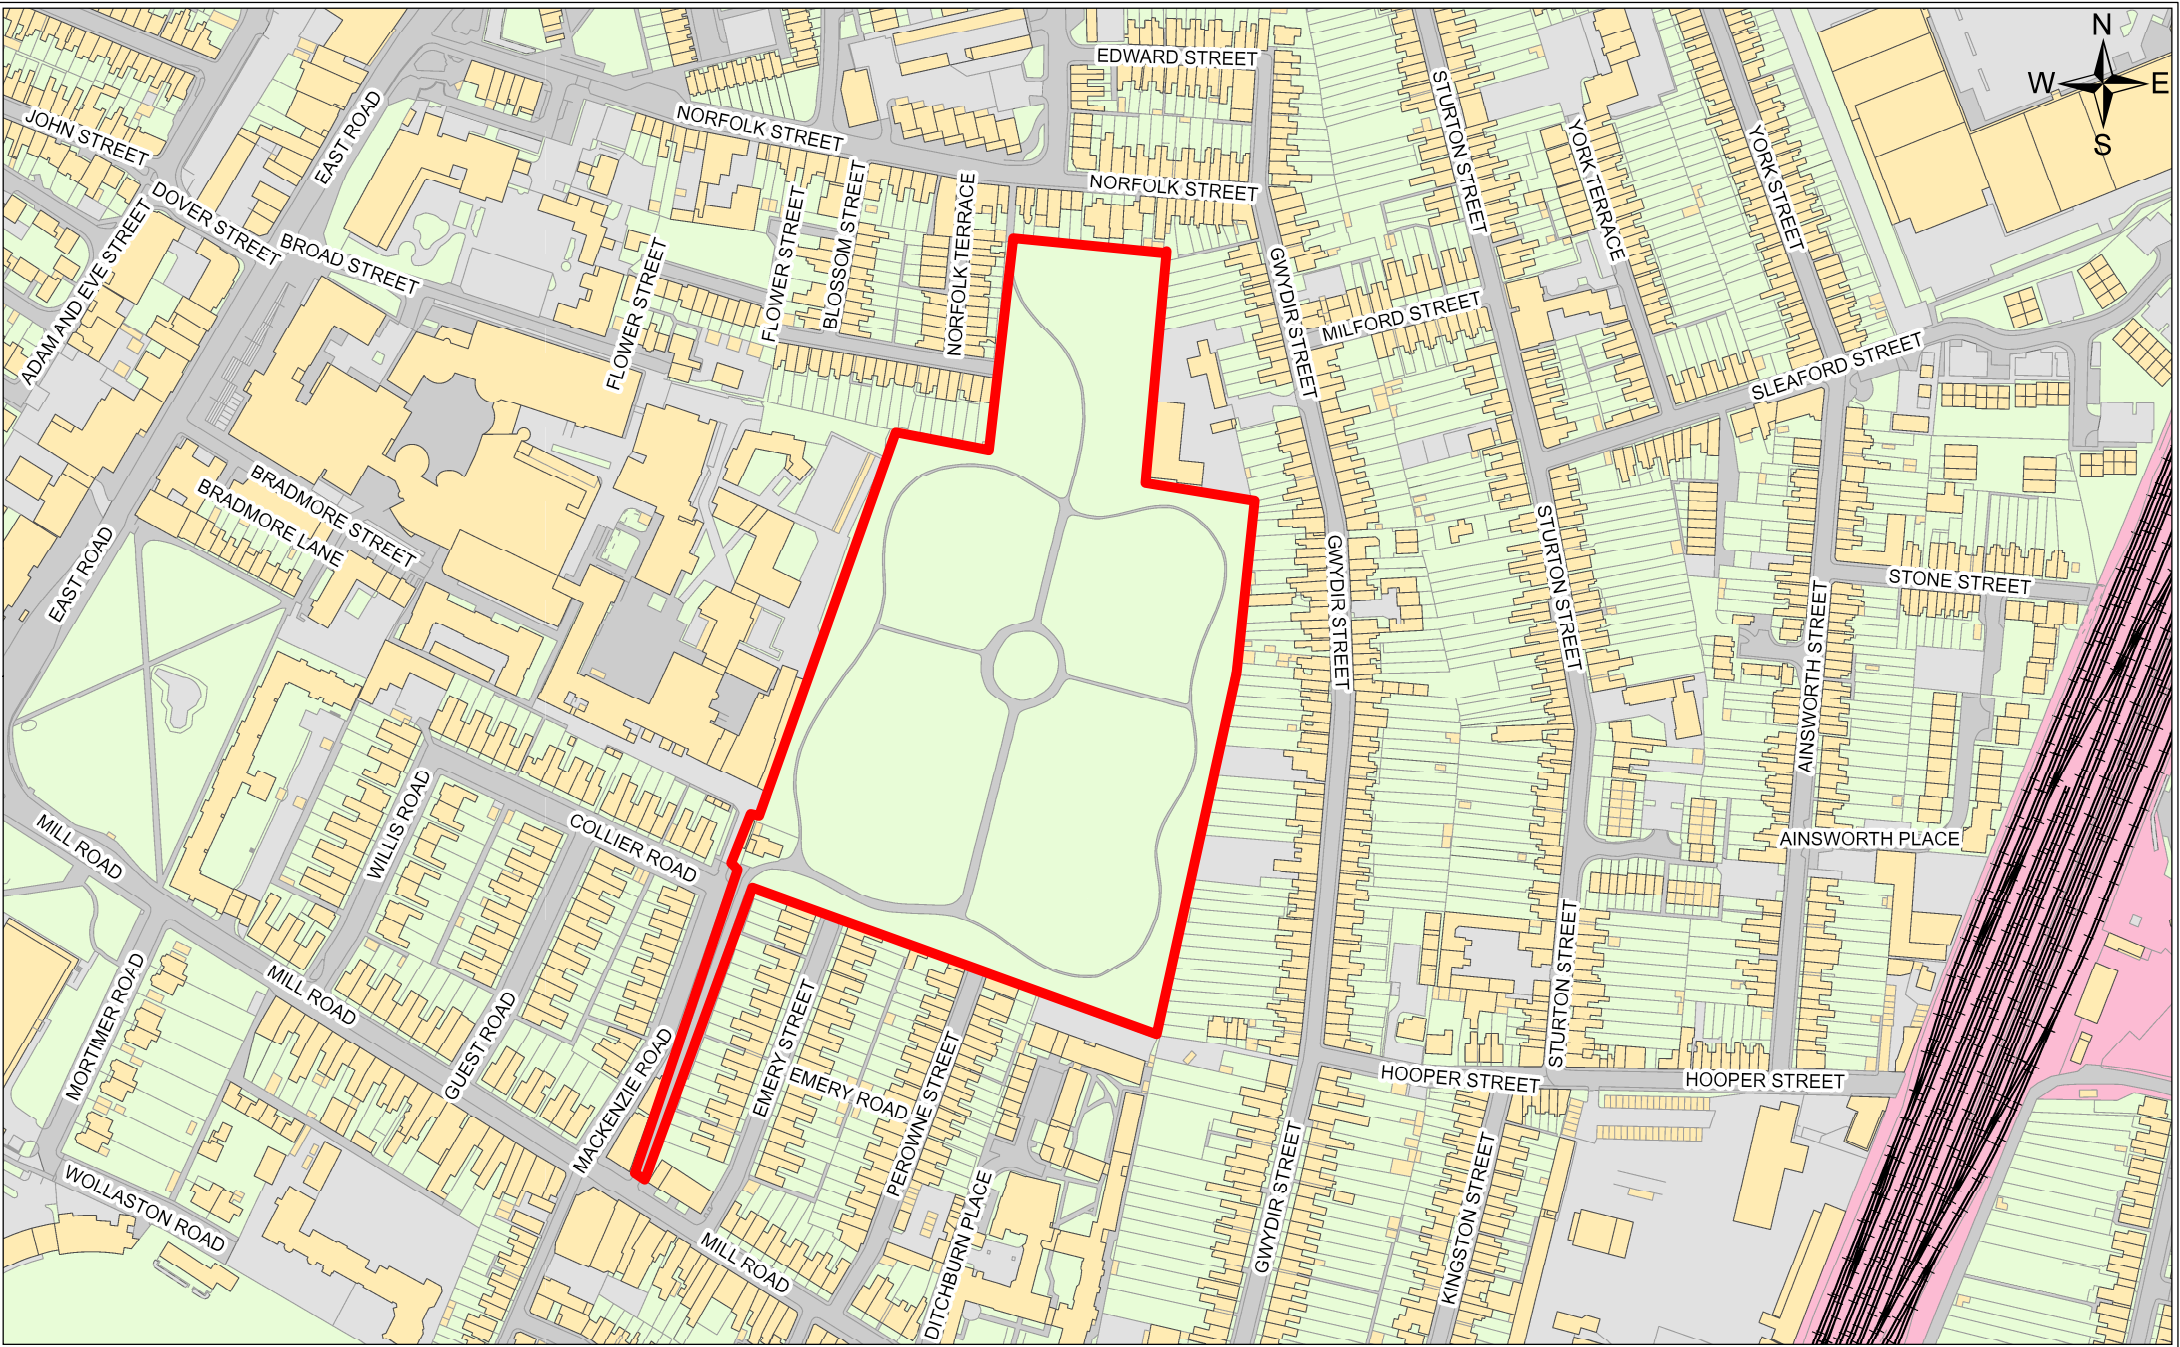 N
W
E
S
EDWARD STREET
EAST ROAD
NORFOLK STREET
STURTON STREET
YORK TERRACE
YORK STREET
JOHN STREET
DOVER STREET
ADAM AND EVE STREET
BROAD STREET
FLOWER STREET
FLOWER STREET
BLOSSOM STREET
NORFOLK TERRACE
NORFOLK STREET
GWYDIR STREET
MILFORD STREET
SLEAFORD STREET
BRADMORE STREET
BRADMORE LANE
EAST ROAD
GWYDIR STREET
STURTON STREET
STONE STREET
AINSWORTH STREET
AINSWORTH PLACE
MILL ROAD
WILLIS ROAD
COLLIER ROAD
MORTIMER ROAD
MILL ROAD
GUEST ROAD
MACKENZIE ROAD
EMERY STREET
EMERY ROAD
PEROWNE STREET
STURTON STREET
HOOPER STREET
HOOPER STREET
WOLLASTON ROAD
MILL ROAD
DITCHBURN PLACE
GWYDIR STREET
KINGSTON STREET